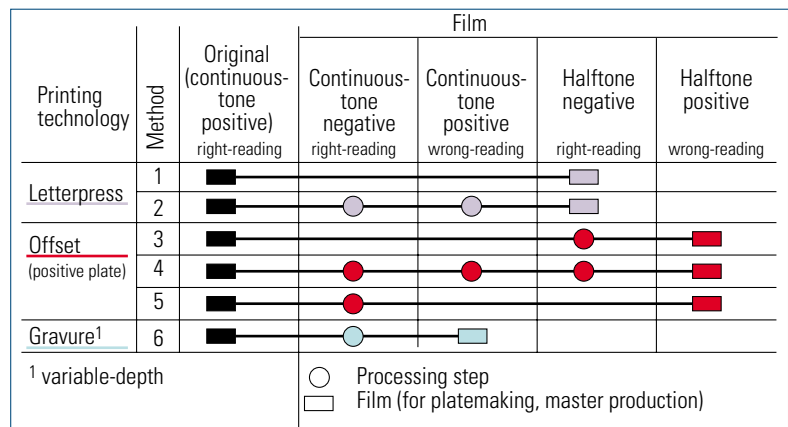 Film
Original
(continuous-
tone
positive)
right-reading
Printing
technology
Method
Continuous-
tone
negative
right-reading
Continuous-
tone
positive
wrong-reading
Halftone
negative
right-reading
Halftone
positive
wrong-reading
Letterpress
1
2
Offset
(positive plate)
3
4
5
Gravure¹
6
¹ variable-depth
Processing step
Film (for platemaking, master production)